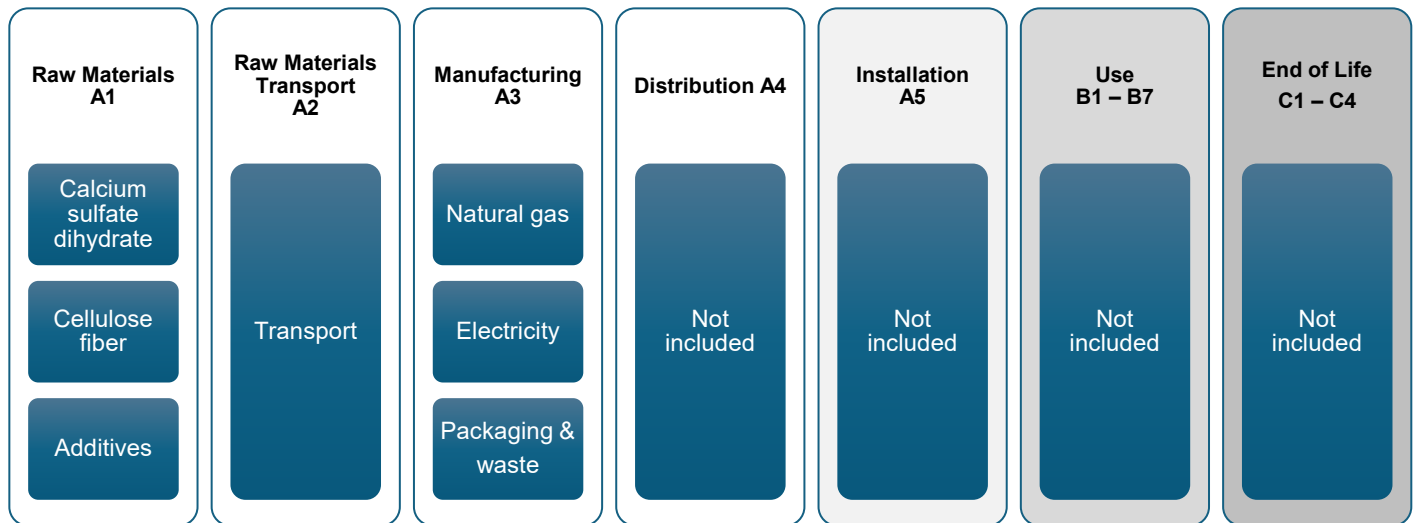 Raw Materials
A1
Calcium
sulfate
dihydrate
Cellulose
fiber
Additives
Raw Materials
Transport
A2
Transport
Manufacturing
A3
Natural gas
Electricity
Packaging &
waste
Distribution A4
Not
included
Installation
A5
Not
included
Use
B1 – B7
Not
included
End of Life
C1 – C4
Not
included